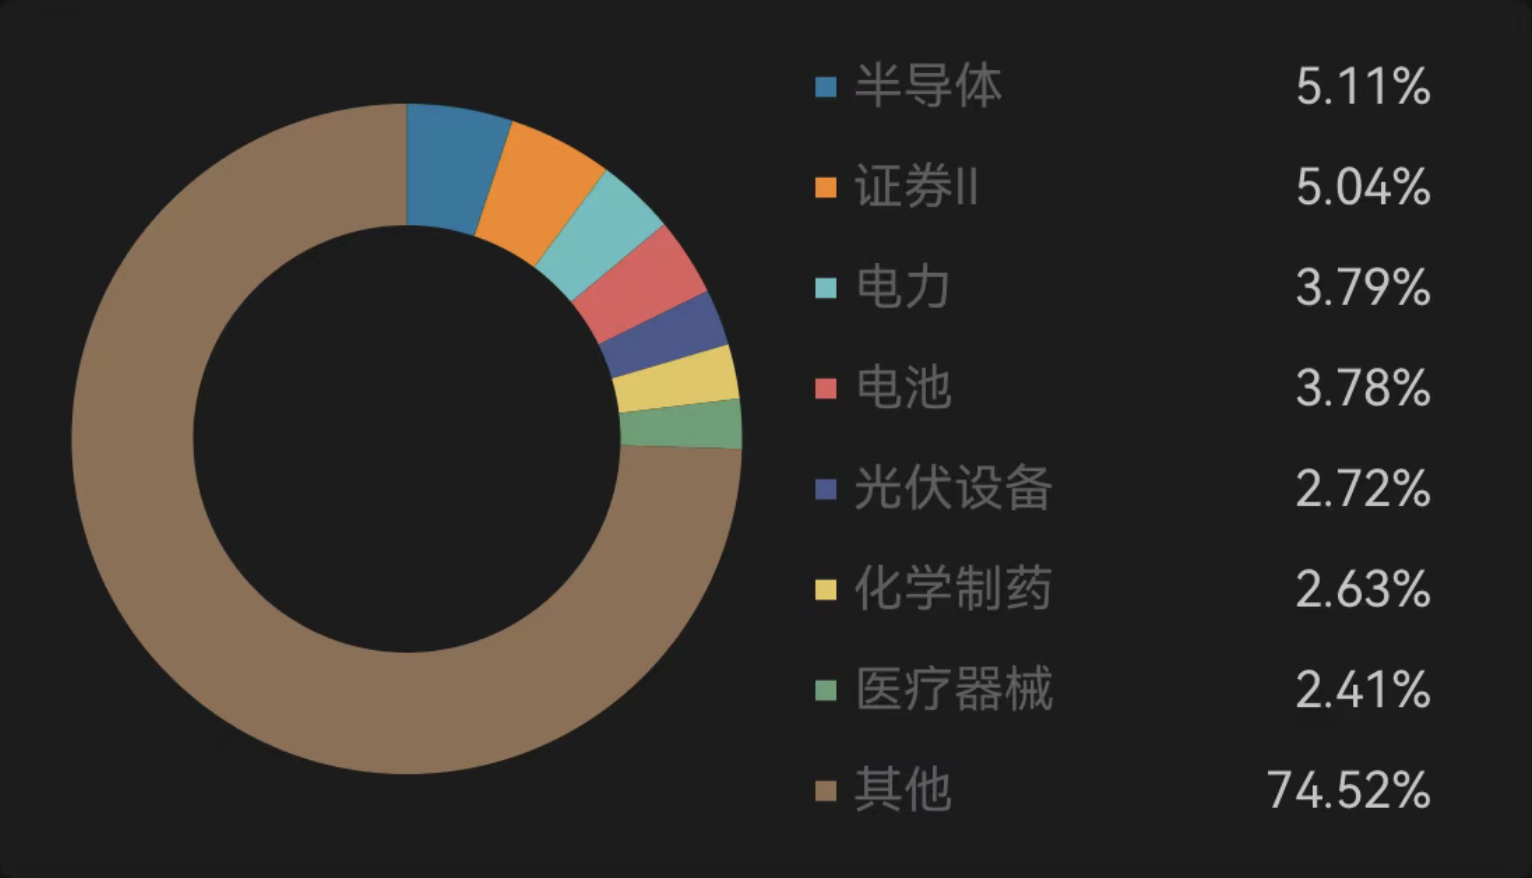 半导体 5.11%
证券II 5.04%
电力 3.79%
电池 3.78%
光伏设备 2.72%
化学制药 2.63%
医疗器械 2.41%
其他 74.52%